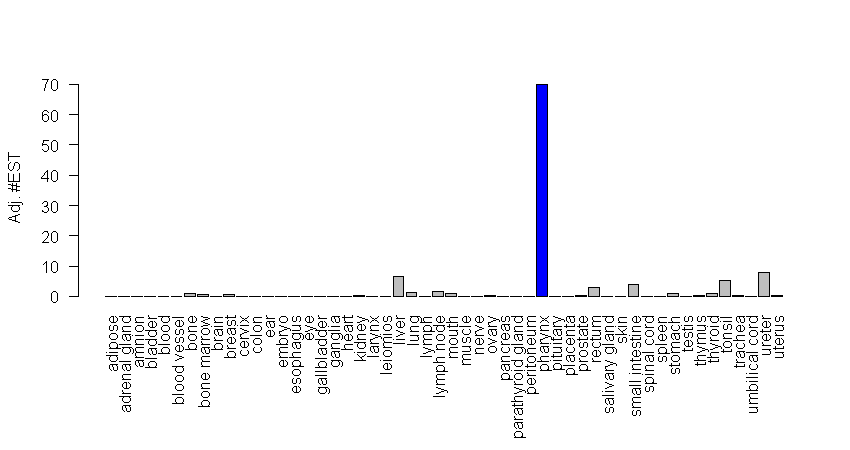 Adj. #EST
70
60
50
40
30
20
10
0
adipose
adrenal gland
amnion
bladder
blood
blood vessel
bone
bone marrow
brain
breast
cervix
colon
ear
embryo
esophagus
eye
gallbladder
ganglia
heart
kidney
larynx
leiomios
liver
lung
lymph
lymph node
mouth
muscle
nerve
ovary
pancreas
parathyroid gland
peritoneum
pharynx
pituitary
placenta
prostate
rectum
salivary gland
skin
small intestine
spinal cord
spleen
stomach
testis
thymus
thyroid
tonsil
trachea
umbilical cord
ureter
uterus